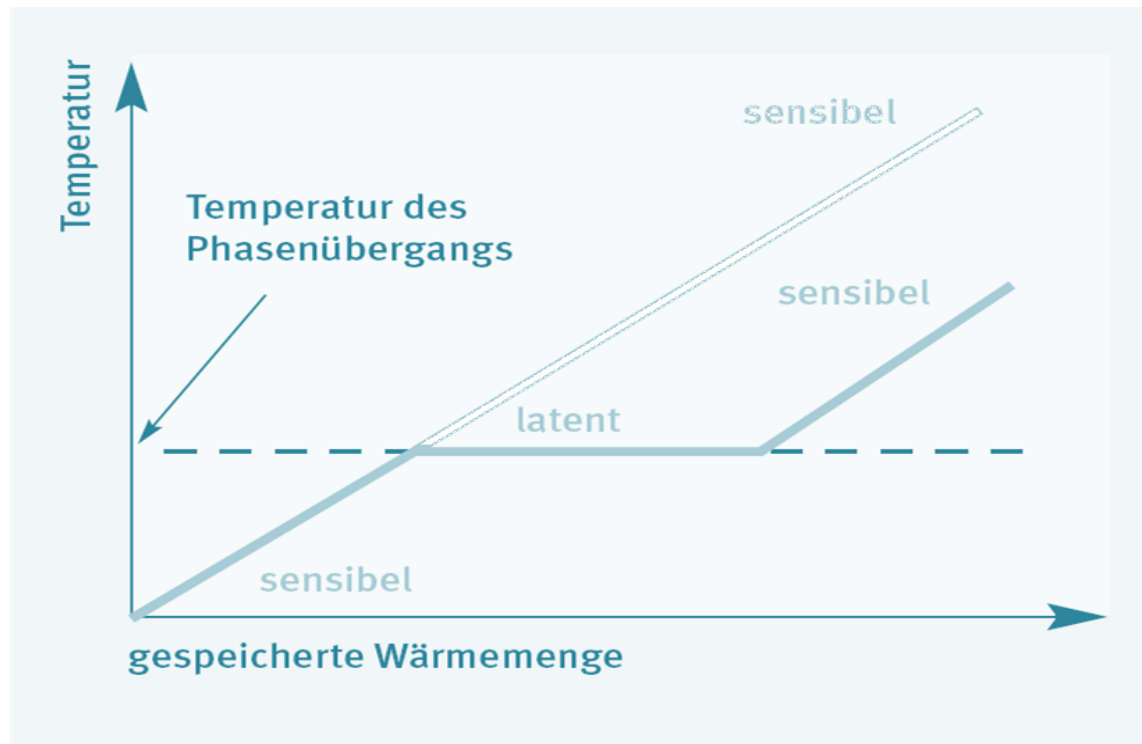 Temperatur
sensibel
Temperatur des
Phasenübergangs
sensibel
latent
sensibel
gespeicherte Wärmemenge